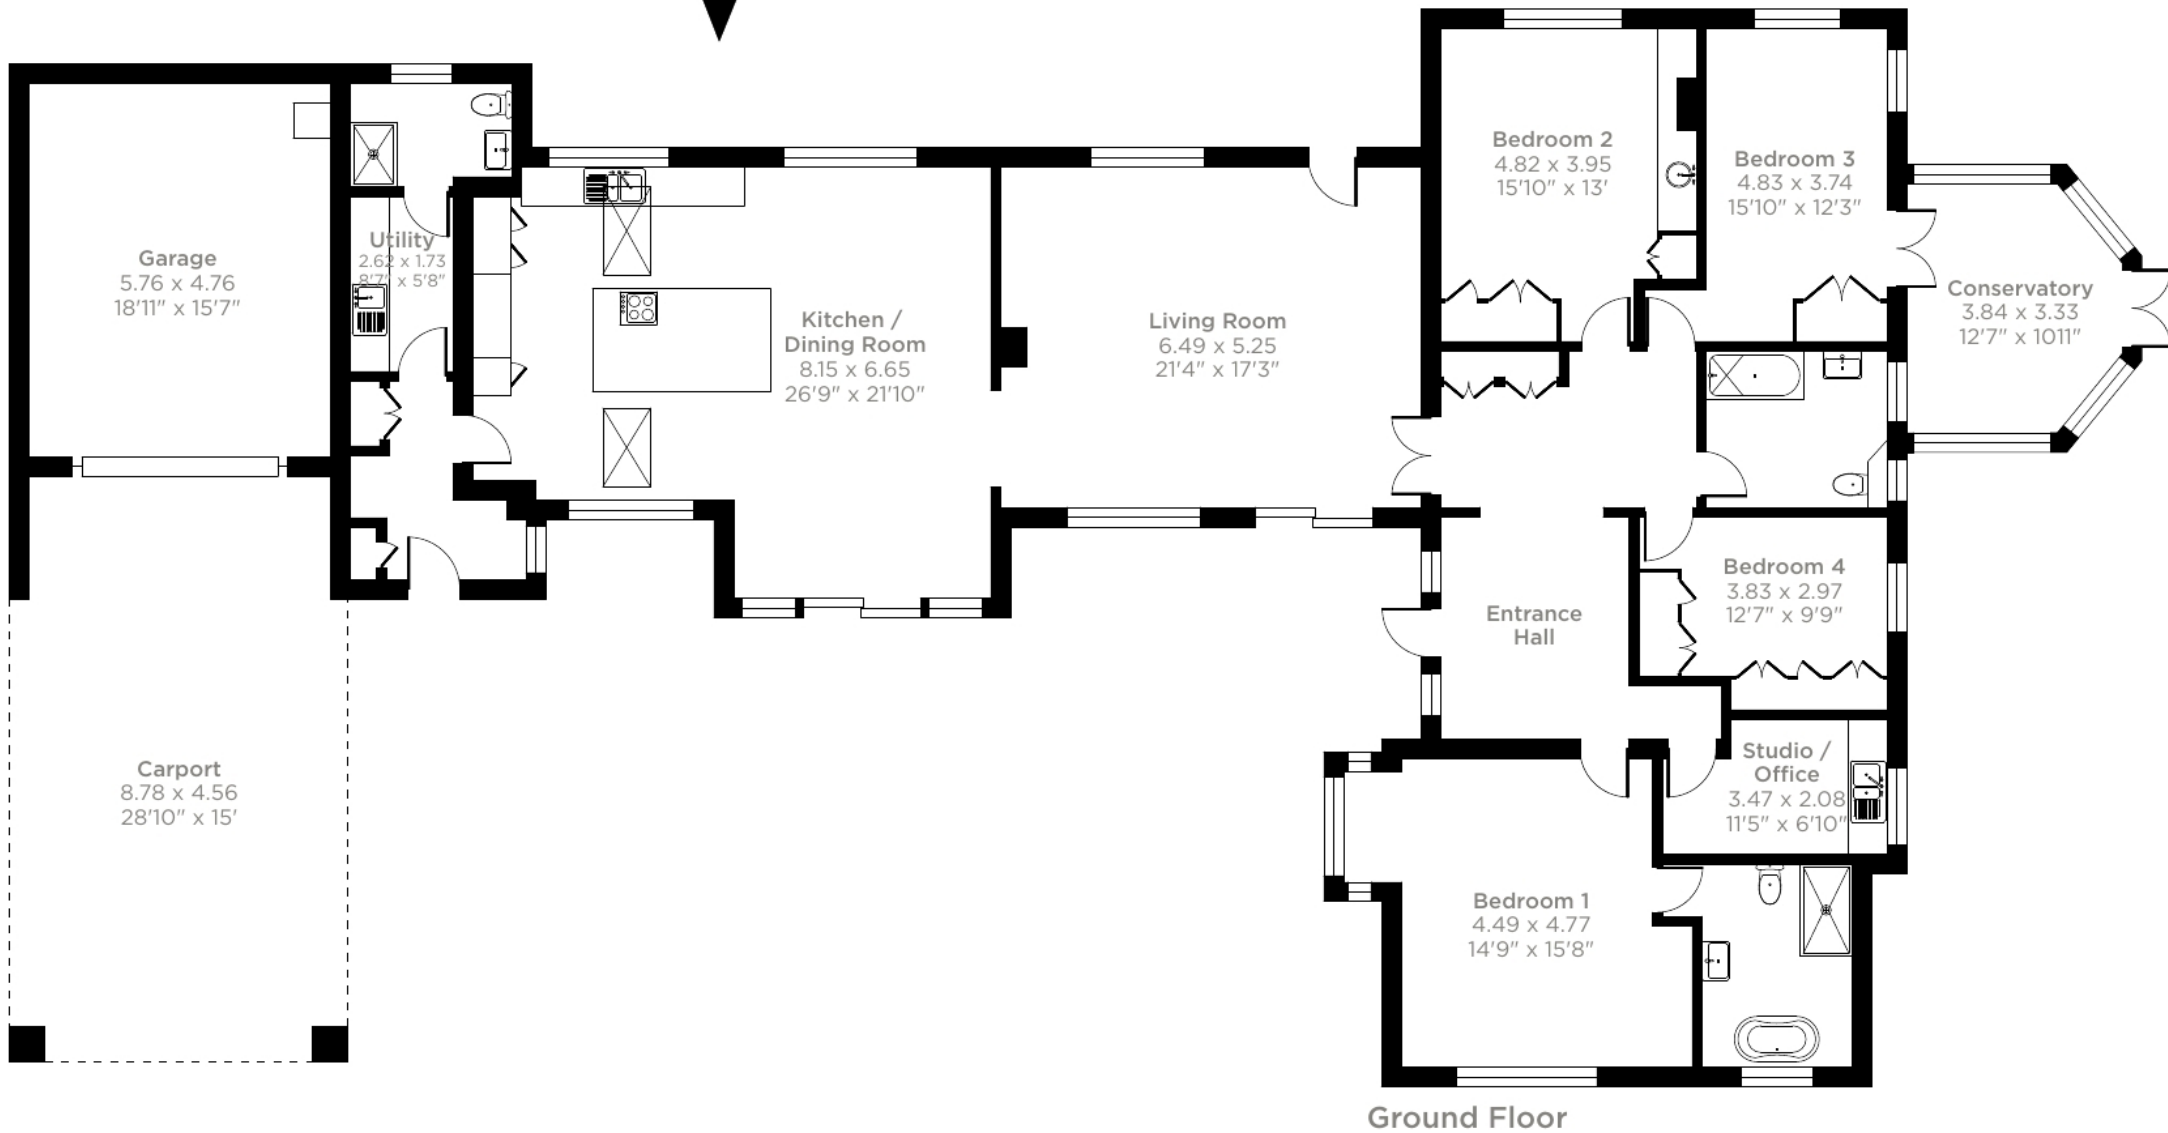 Garage
5.76 x 4.76
18'11" x 15'7"
Utility
2.62 x 1.73
8'7" x 5'8"
Kitchen /
Dining Room
8.15 x 6.65
26'9" x 21'10"
Living Room
6.49 x 5.25
21'4" x 17'3"
Bedroom 2
4.82 x 3.95
15'10" x 13'
Bedroom 3
4.83 x 3.74
15'10" x 12'3"
Conservatory
3.84 x 3.33
12'7" x 1011"
Bedroom 4
3.83 x 2.97
12'7" x 9'9"
Entrance
Hall
Carport
8.78 x 4.56
28'10" x 15'
Studio /
Office
3.47 x 2.08
11'5" x 6'10"
Bedroom 1
4.49 x 4.77
14'9" x 15'8"
Ground Floor